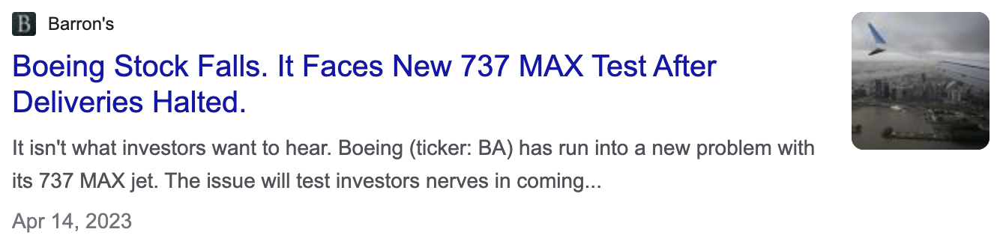 B
Barron's
Boeing Stock Falls. It Faces New 737 MAX Test After
Deliveries Halted.
It isn't what investors want to hear. Boeing (ticker: BA) has run into a new problem with
its 737 MAX jet. The issue will test investors nerves in coming...
Apr 14, 2023